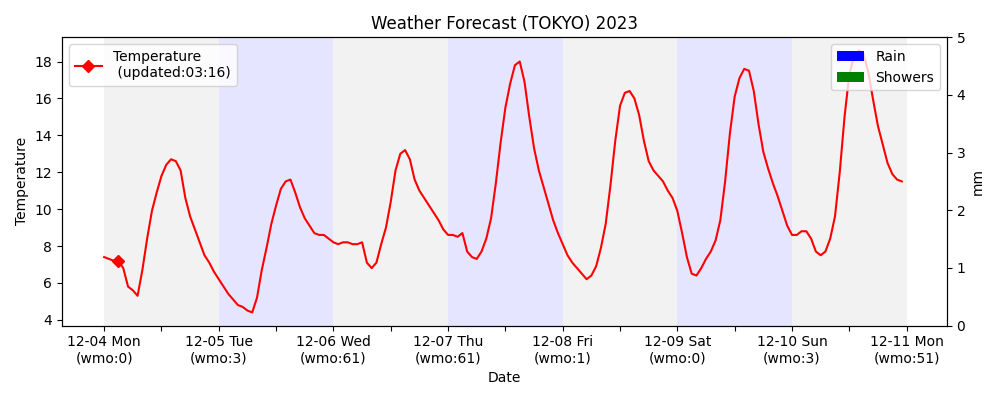 Weather Forecast (TOKYO) 2023
Temperature
(updated:03:16)
Rain
Showers
Temperature
18
16
14
12
10
8
6
4
5
4
3
2
1
0
mm
12-04 Mon
(wmo:0)
12-05 Tue
(wmo:3)
12-06 Wed
(wmo:61)
12-07 Thu
(wmo:61)
12-08 Fri
(wmo:1)
12-09 Sat
(wmo:0)
12-10 Sun
(wmo:3)
12-11 Mon
(wmo:51)
Date